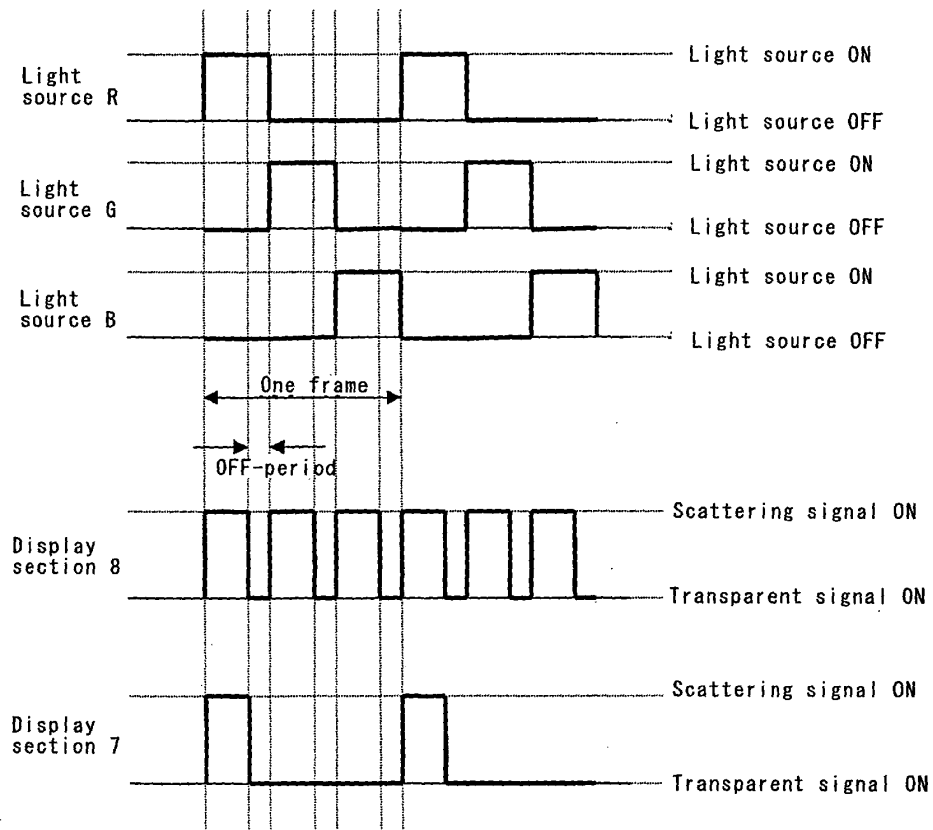 Light source ON
Light
source R
Light source OFF
Light source ON
Light
source G
Light source OFF
Light source ON
Light
source B
Light source OFF
One frame
OFF-period
Scattering signal ON
Display
section 8
Transparent signal ON
Scattering signal ON
Display
section 7
Transparent signal ON